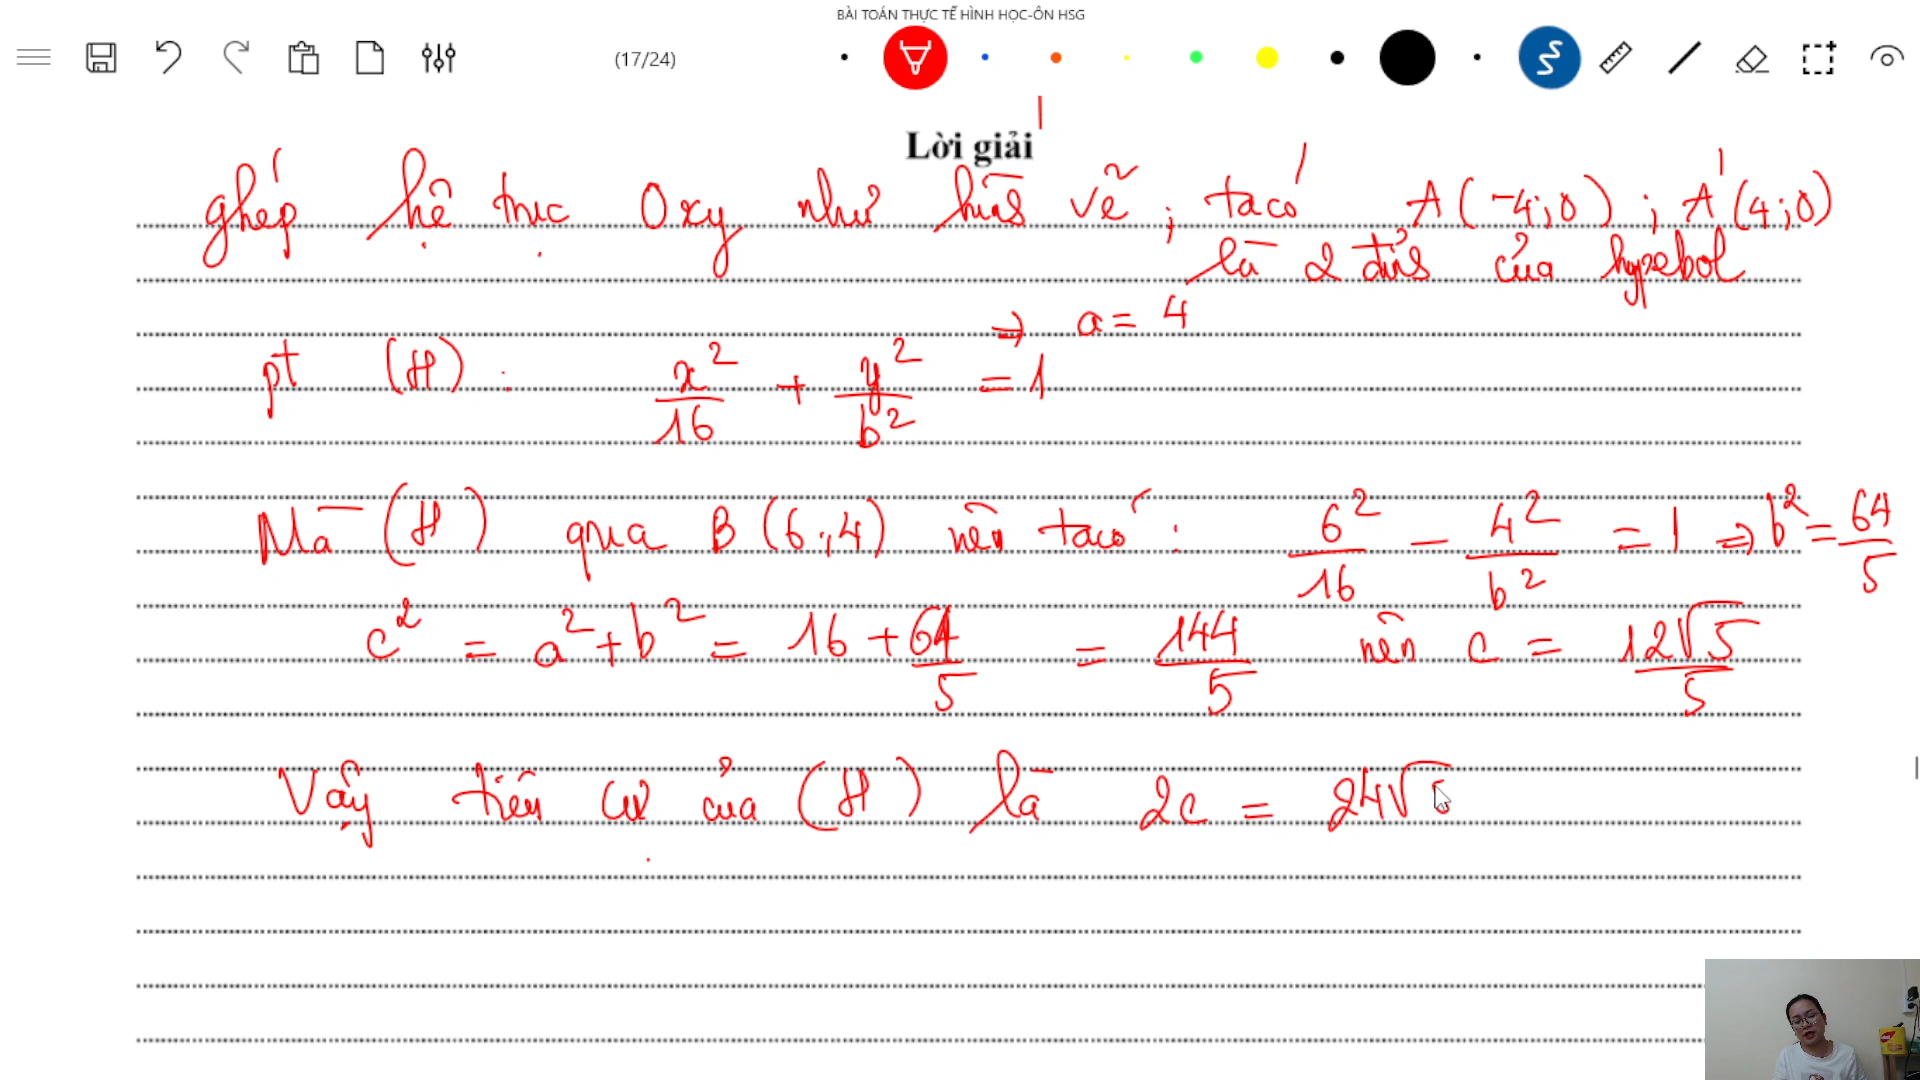 BÀI TOÁN THỰC TẾ HÌNH HỌC-ÔN HSG
(17/24)
Lời giải
ghép hệ trục Oxy như hình vẽ ; ta có A(-4;0) ; A'(4;0)
là 2 đỉnh của hypebol
⇒ a = 4
pt (H) : x²/16 + y²/b² = 1
Mà (H) qua B(6;4) nên ta có : 6²/16 - 4²/b² = 1 ⇒ b² = 64/5
c² = a² + b² = 16 + 64/5 = 144/5 nên c = 12√5/5
Vậy tiêu cự của (H) là 2c = 24√5